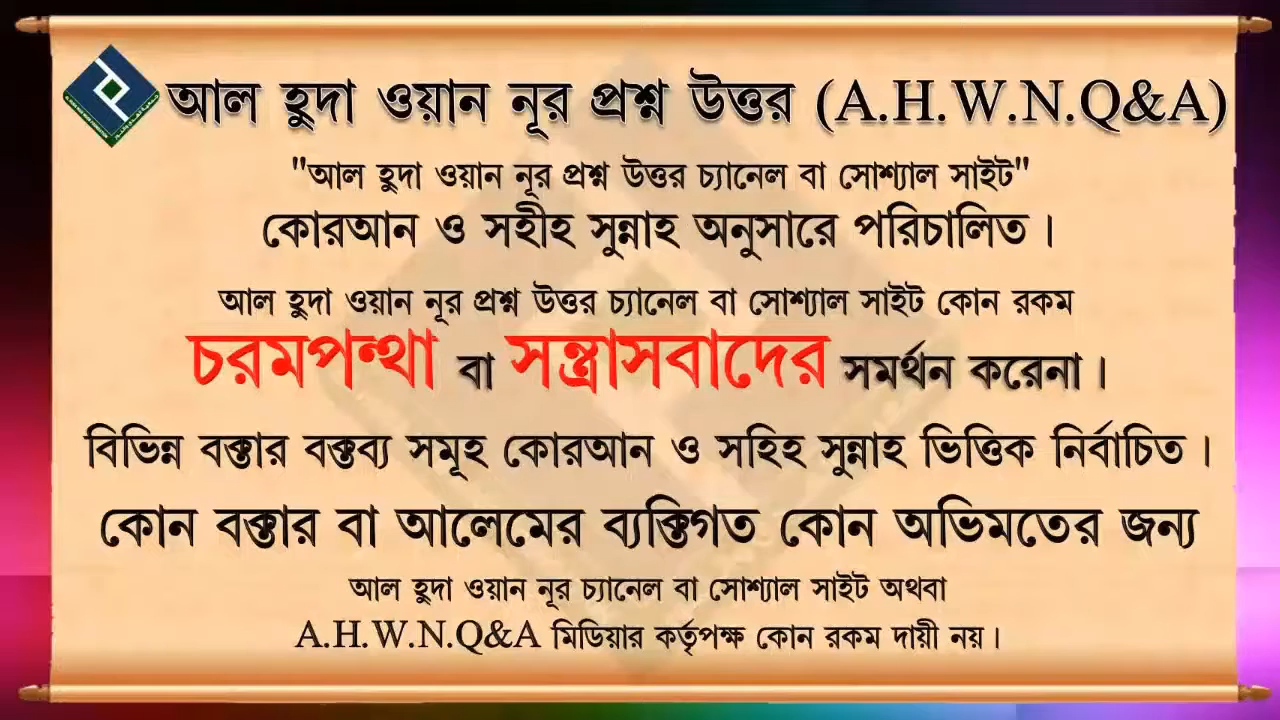 আল হুদা ওয়ান নূর প্রশ্ন উত্তর (A.H.W.N.Q&A)
"আল হুদা ওয়ান নূর প্রশ্ন উত্তর চ্যানেল বা সোশ্যাল সাইট"
কোরআন ও সহীহ সুন্নাহ অনুসারে পরিচালিত।
আল হুদা ওয়ান নূর প্রশ্ন উত্তর চ্যানেল বা সোশ্যাল সাইট কোন রকম
চরমপন্থা বা সন্ত্রাসবাদের সমর্থন করেনা।
বিভিন্ন বক্তার বক্তব্য সমূহ কোরআন ও সহিহ সুন্নাহ ভিত্তিক নির্বাচিত।
কোন বক্তার বা আলেমের ব্যক্তিগত কোন অভিমতের জন্য
আল হুদা ওয়ান নূর চ্যানেল বা সোশ্যাল সাইট অথবা
A.H.W.N.Q&A মিডিয়ার কর্তৃপক্ষ কোন রকম দায়ী নয়।